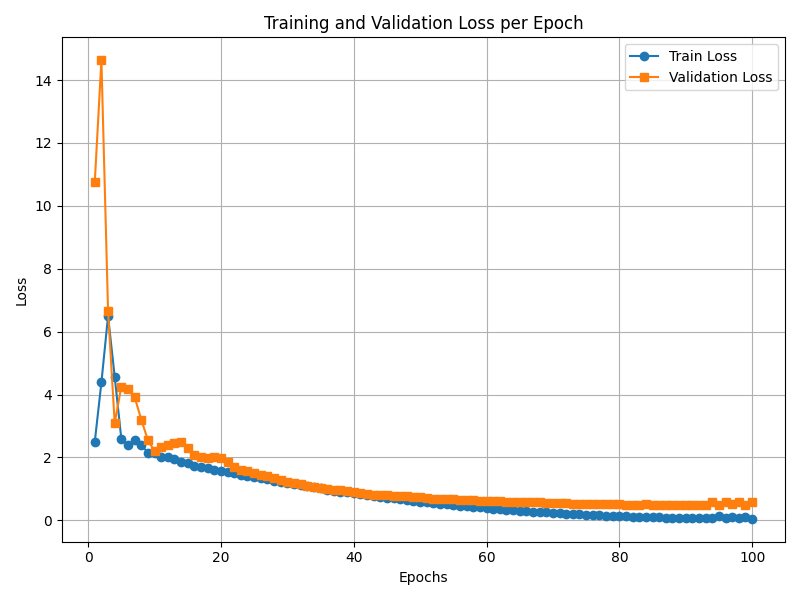 Training and Validation Loss per Epoch
Train Loss
Validation Loss
14
12
10
8
6
4
2
0
Loss
0 20 40 60 80 100
Epochs